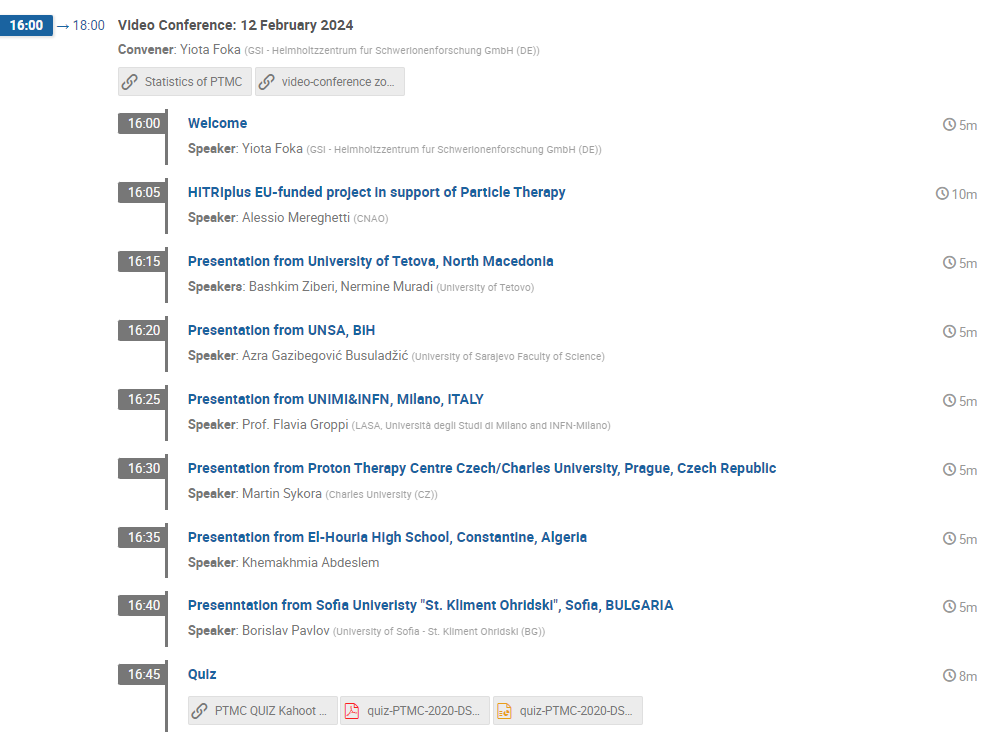 16:00 → 18:00 Video Conference: 12 February 2024
Convener: Yiota Foka (GSI - Helmholtzzentrum fur Schwerionenforschung GmbH (DE))
Statistics of PTMC video-conference zo...
16:00 Welcome 5m
Speaker: Yiota Foka (GSI - Helmholtzzentrum fur Schwerionenforschung GmbH (DE))
16:05 HITRIplus EU-funded project in support of Particle Therapy 10m
Speaker: Alessio Mereghetti (CNAO)
16:15 Presentation from University of Tetova, North Macedonia 5m
Speakers: Bashkim Ziberi, Nermine Muradi (University of Tetovo)
16:20 Presentation from UNSA, BiH 5m
Speaker: Azra Gazibegović Busuladžić (University of Sarajevo Faculty of Science)
16:25 Presentation from UNIMI&INFN, Milano, ITALY 5m
Speaker: Prof. Flavia Groppi (LASA, Università degli Studi di Milano and INFN-Milano)
16:30 Presentation from Proton Therapy Centre Czech/Charles University, Prague, Czech Republic 5m
Speaker: Martin Sykora (Charles University (CZ))
16:35 Presentation from El-Houria High School, Constantine, Algeria 5m
Speaker: Khemakhmia Abdeslem
16:40 Presenntation from Sofia Univeristy "St. Kliment Ohridski", Sofia, BULGARIA 5m
Speaker: Borislav Pavlov (University of Sofia - St. Kliment Ohridski (BG))
16:45 Quiz 8m
PTMC QUIZ Kahoot ... quiz-PTMC-2020-DS... quiz-PTMC-2020-DS...